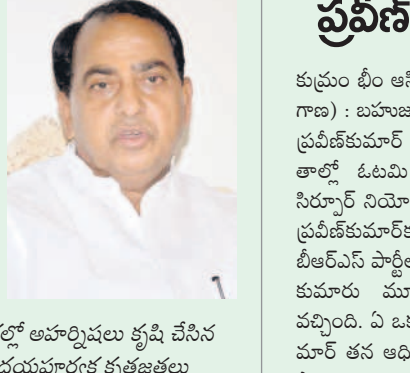 ప్రవీణ్
కుమ్రం భీం ఆసి
గాణ) : బహుజ
ప్రవీణ్‌కుమార్
తాల్లో ఓటమి
సిర్పూర్ నియో
ప్రవీణ్‌కుమార్‌క
బీఆర్ఎస్ పార్టీల
కుమారు మూ
వచ్చింది. ఏ ఒక
మార్ తన ఆధి
ల్లో అహర్నిషలు కృషి చేసిన
దయపూర్వక కృతజ్ఞతలు